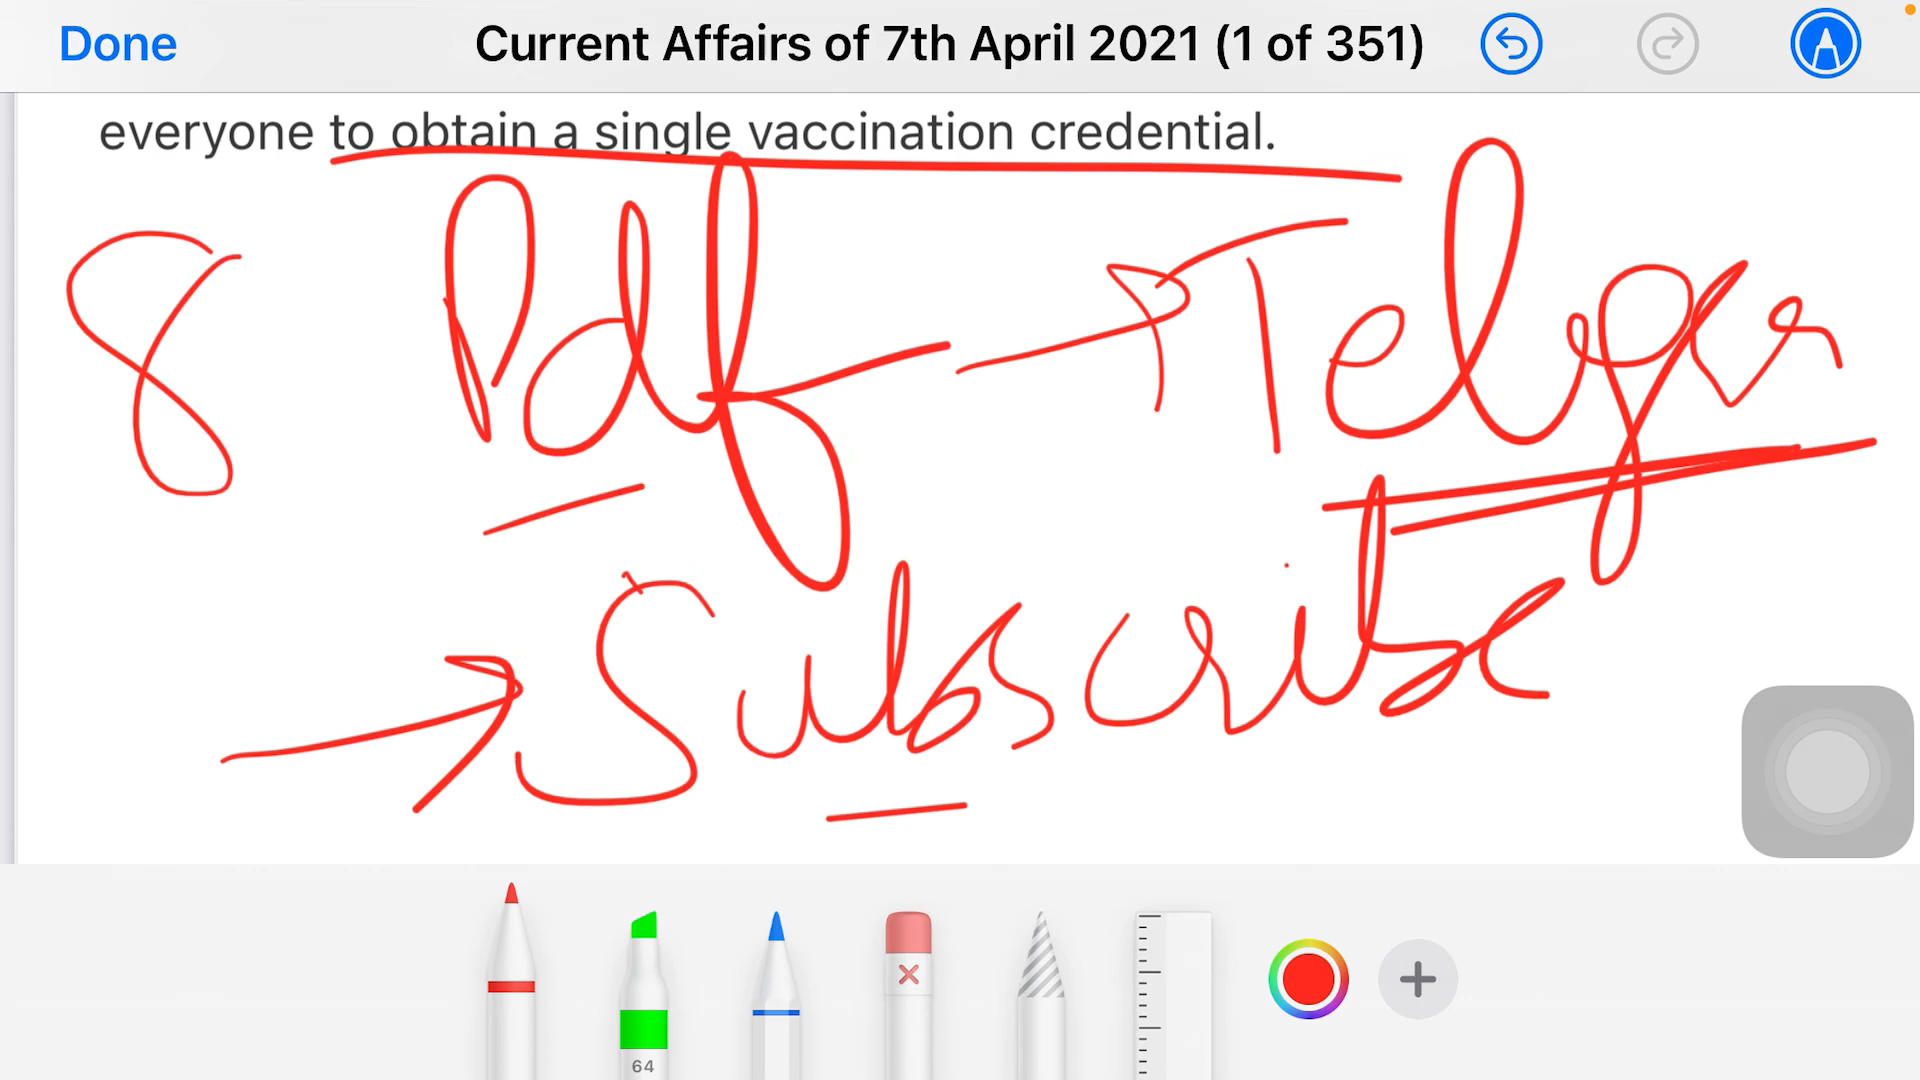 Done Current Affairs of 7th April 2021 (1 of 351)
everyone to obtain a single vaccination credential.
8 Pdf → Telgra
→ Subscribe
64